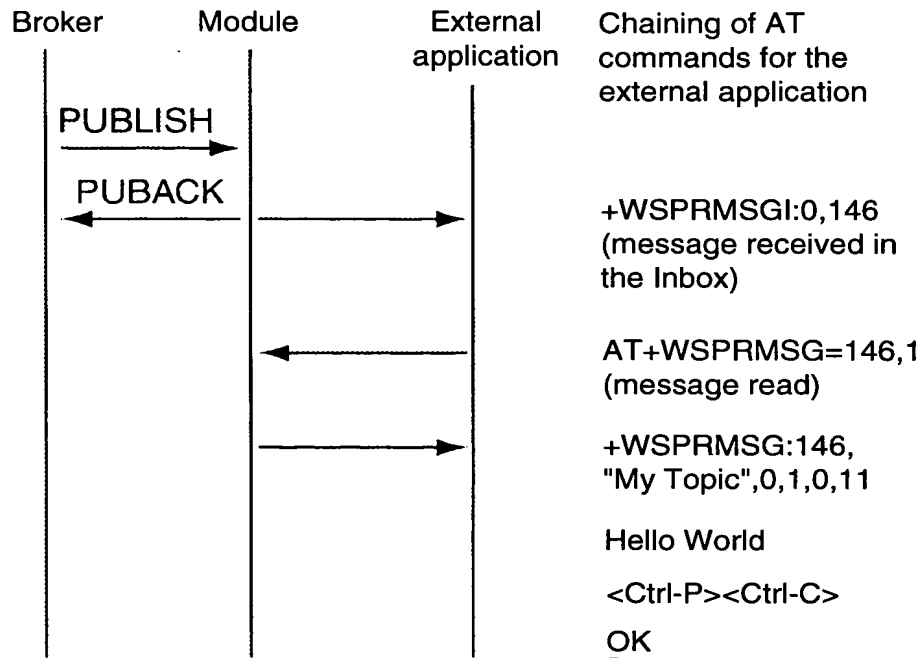 Broker
Module
External
application
Chaining of AT
commands for the
external application
PUBLISH
PUBACK
+WSPRMSGI:0,146
(message received in
the Inbox)
AT+WSPRMSG=146,1
(message read)
+WSPRMSG:146,
"My Topic",0,1,0,11
Hello World
<Ctrl-P><Ctrl-C>
OK